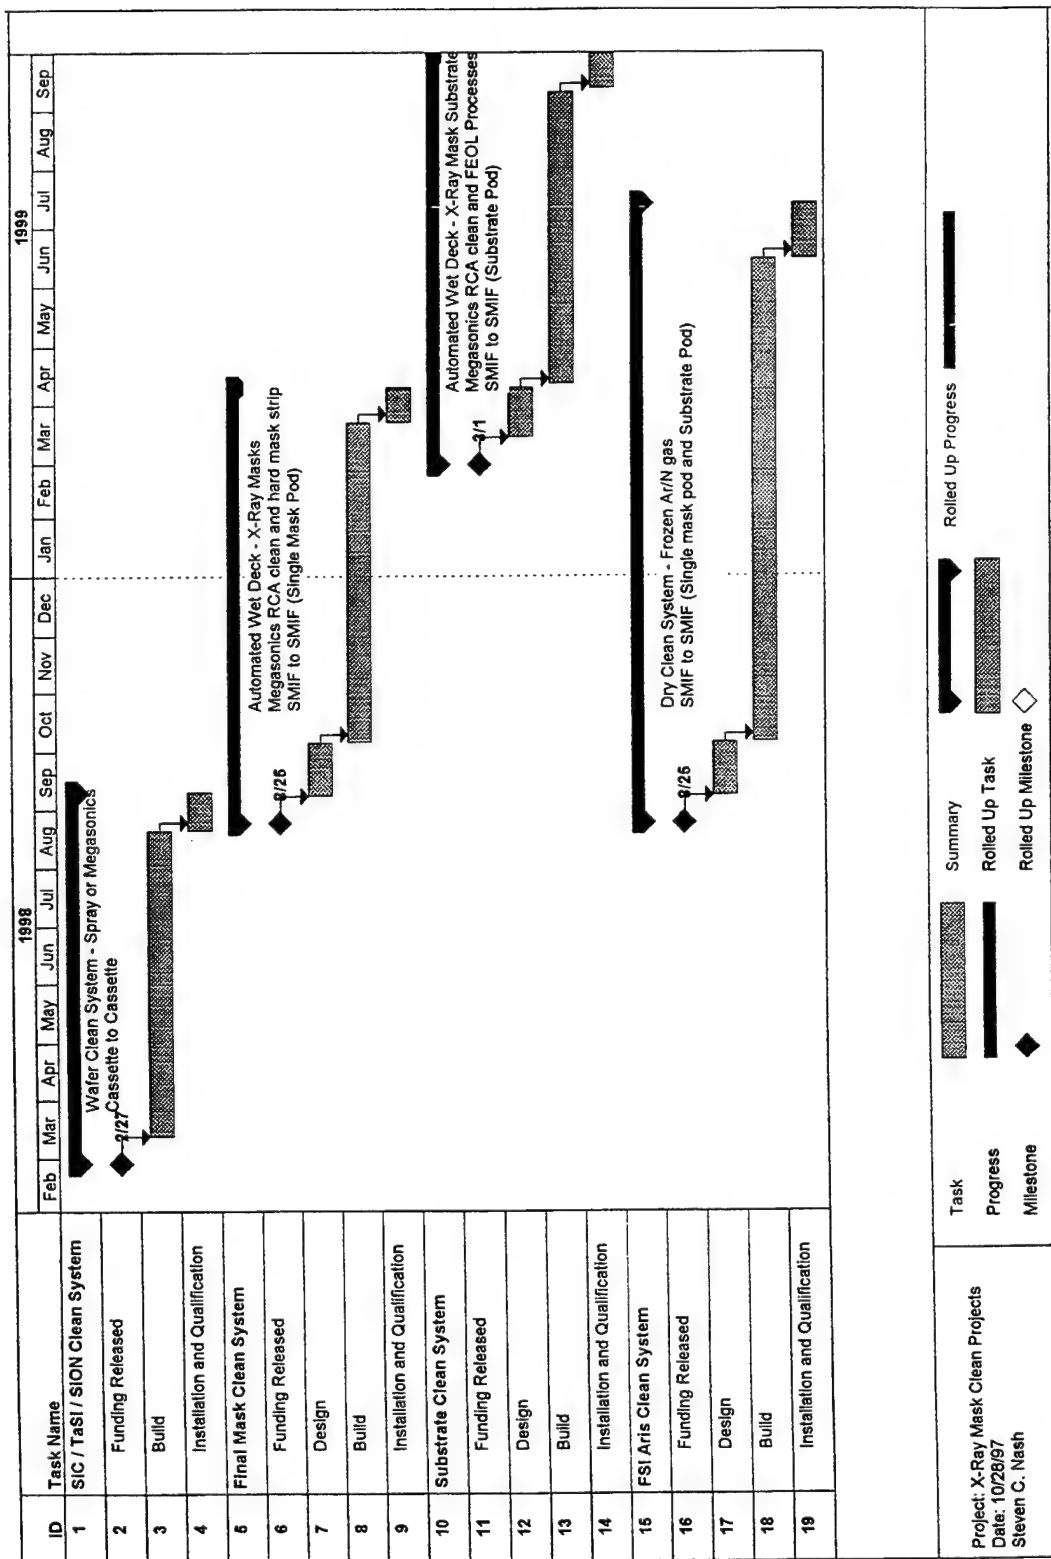 1998
1999
ID
Task Name
Feb
Mar
Apr
May
Jun
Jul
Aug
Sep
Oct
Nov
Dec
Jan
Feb
Mar
Apr
May
Jun
Jul
Aug
Sep
1
SIC / TaSI / SION Clean System
Wafer Clean System - Spray or Megasonics
Cassette to Cassette
2
Funding Released
2/27
3
Build
4
Installation and Qualification
5
Final Mask Clean System
Automated Wet Deck - X-Ray Masks
Megasonics RCA clean and hard mask strip
SMIF to SMIF (Single Mask Pod)
6
Funding Released
8/26
7
Design
8
Build
9
Installation and Qualification
10
Substrate Clean System
Automated Wet Deck - X-Ray Mask Substrate
Megasonics RCA clean and FEOL Processes
SMIF to SMIF (Substrate Pod)
11
Funding Released
3/1
12
Design
13
Build
14
Installation and Qualification
15
FSI Aris Clean System
Dry Clean System - Frozen Ar/N gas
SMIF to SMIF (Single mask pod and Substrate Pod)
16
Funding Released
8/25
17
Design
18
Build
19
Installation and Qualification
Project: X-Ray Mask Clean Projects
Date: 10/28/97
Steven C. Nash
Task
Summary
Rolled Up Progress
Progress
Rolled Up Task
Milestone
Rolled Up Milestone